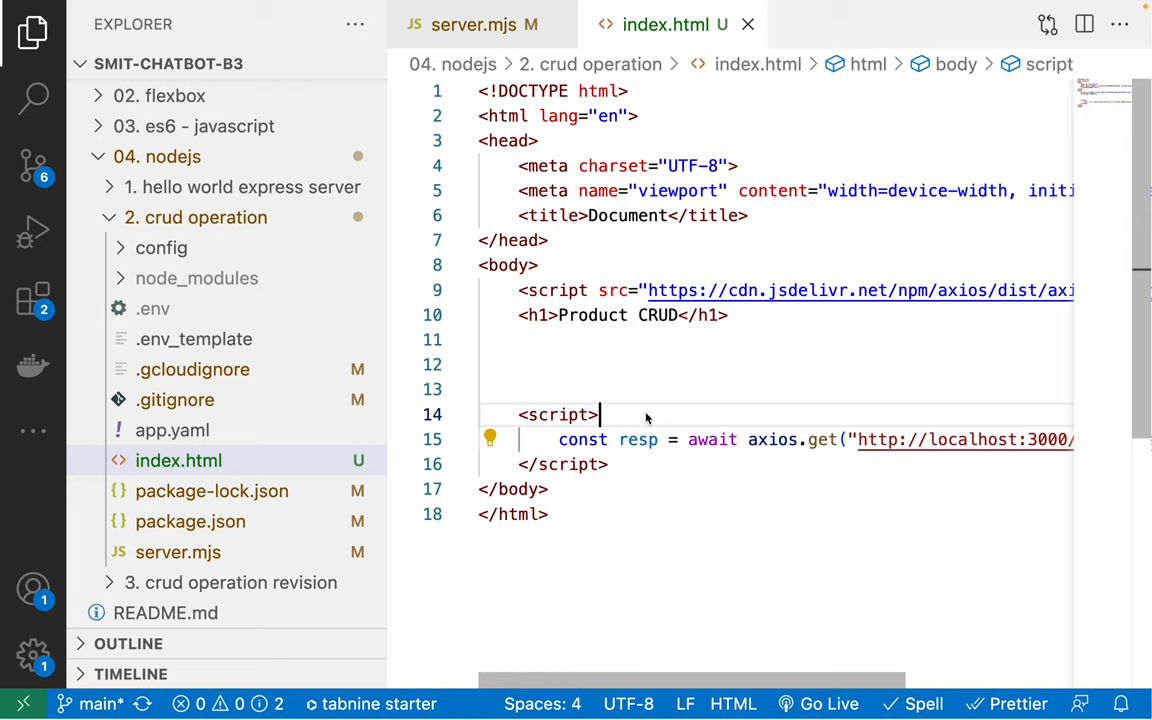 EXPLORER
SMIT-CHATBOT-B3
02. flexbox
03. es6 - javascript
04. nodejs
1. hello world express server
2. crud operation
config
node_modules
.env
.env_template
.gcloudignore M
.gitignore M
app.yaml
index.html U
package-lock.json M
package.json M
JS server.mjs M
3. crud operation revision
README.md
OUTLINE
TIMELINE
6
2
1
1
JS server.mjs M
index.html U
04. nodejs > 2. crud operation > index.html > html > body > script
1 <!DOCTYPE html>
2 <html lang="en">
3 <head>
4 <meta charset="UTF-8">
5 <meta name="viewport" content="width=device-width, initi
6 <title>Document</title>
7 </head>
8 <body>
9 <script src="https://cdn.jsdelivr.net/npm/axios/dist/axi
10 <h1>Product CRUD</h1>
11
12
13
14 <script>
15 const resp = await axios.get("http://localhost:3000/
16 </script>
17 </body>
18 </html>
main* 0 0 2 tabnine starter Spaces: 4 UTF-8 LF HTML Go Live Spell Prettier